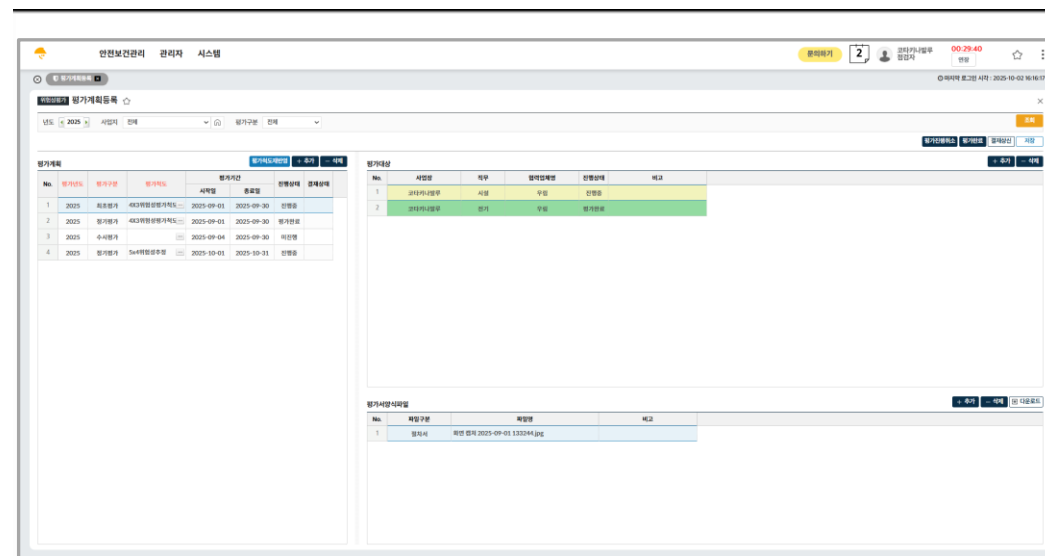 안전보건관리 관리자 시스템 문의하기 2 코타키나발루 점검자 00:29:40 연장
평가계획등록 마지막 로그인 시작 : 2025-10-02 16:16:17
위험성평가 평가계획등록
년도 2025 사업지 전체 평가구분 전체 조회
평가진행취소 평가완료 결재상신 저장
평가계획 평가척도재반영 + 추가 - 삭제
No. 평가년도 평가구분 평가척도 평가기간 진행상태 결재상태
시작일 종료일
1 2025 최초평가 4X3위험성평가척도 2025-09-01 2025-09-30 진행중
2 2025 정기평가 4X3위험성평가척도 2025-09-01 2025-09-30 평가완료
3 2025 수시평가 2025-09-04 2025-09-30 미진행
4 2025 정기평가 5x4위험성추정 2025-10-01 2025-10-31 진행중
평가대상 + 추가 - 삭제
No. 사업장 직무 협력업체명 진행상태 비고
1 코타키나발루 시설 우림 진행중
2 코타키나발루 전기 우림 평가완료
평가서양식파일 + 추가 - 삭제 다운로드
No. 파일구분 파일명 비고
1 절차서 화면 캡처 2025-09-01 133244.jpg